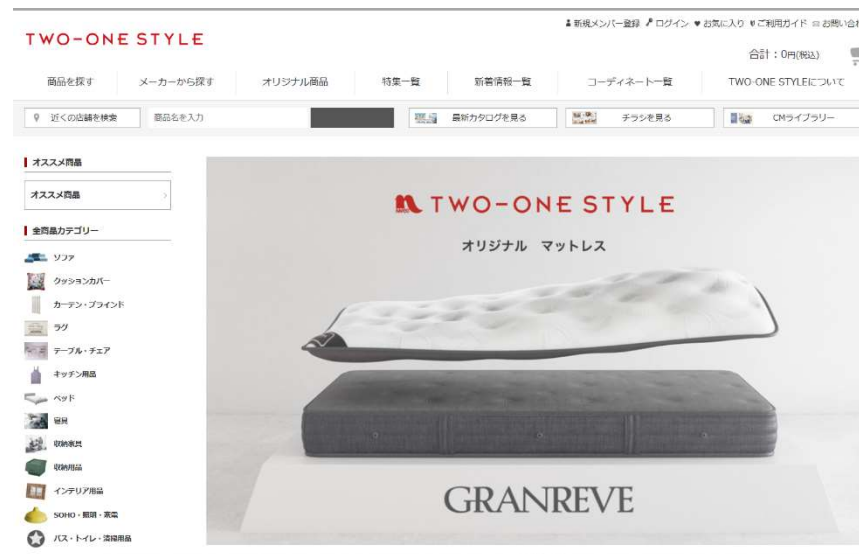 新規メンバー登録 ログイン お気に入り ご利用ガイド お問い合わ
TWO-ONE STYLE
合計：0円(税込)
商品を探す メーカーから探す オリジナル商品 特集一覧 新着情報一覧 コーディネート一覧 TWO-ONE STYLEについて
近くの店舗を検索 商品名を入力 最新カタログを見る チラシを見る CMライブラリー
オススメ商品
オススメ商品
全商品カテゴリー
ソファ
クッションカバー
カーテン・ブラインド
ラグ
テーブル・チェア
キッチン用品
ベッド
寝具
収納家具
収納用品
インテリア用品
SOHO・照明・家電
バス・トイレ・清掃用品
TWO-ONE STYLE
オリジナル マットレス
GRANREVE